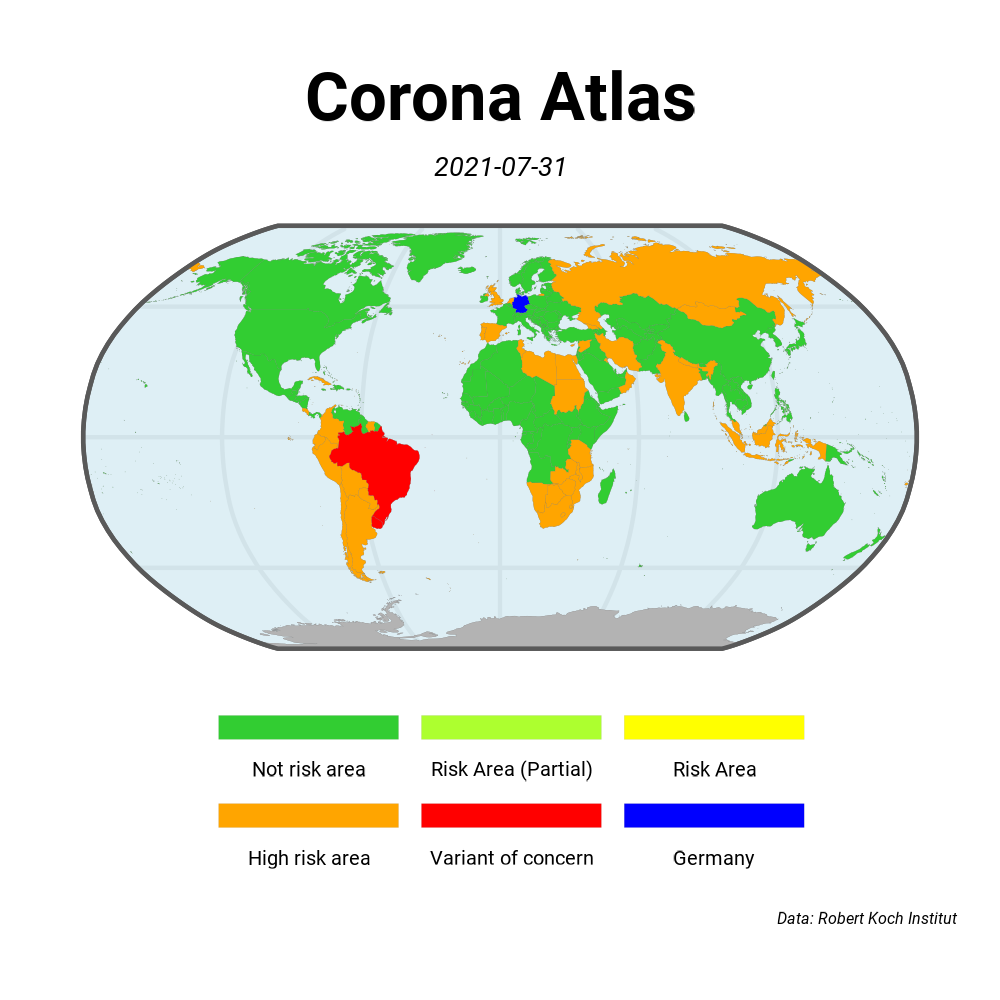 Corona Atlas
2021-07-31
Not risk area
Risk Area (Partial)
Risk Area
High risk area
Variant of concern
Germany
Data: Robert Koch Institut